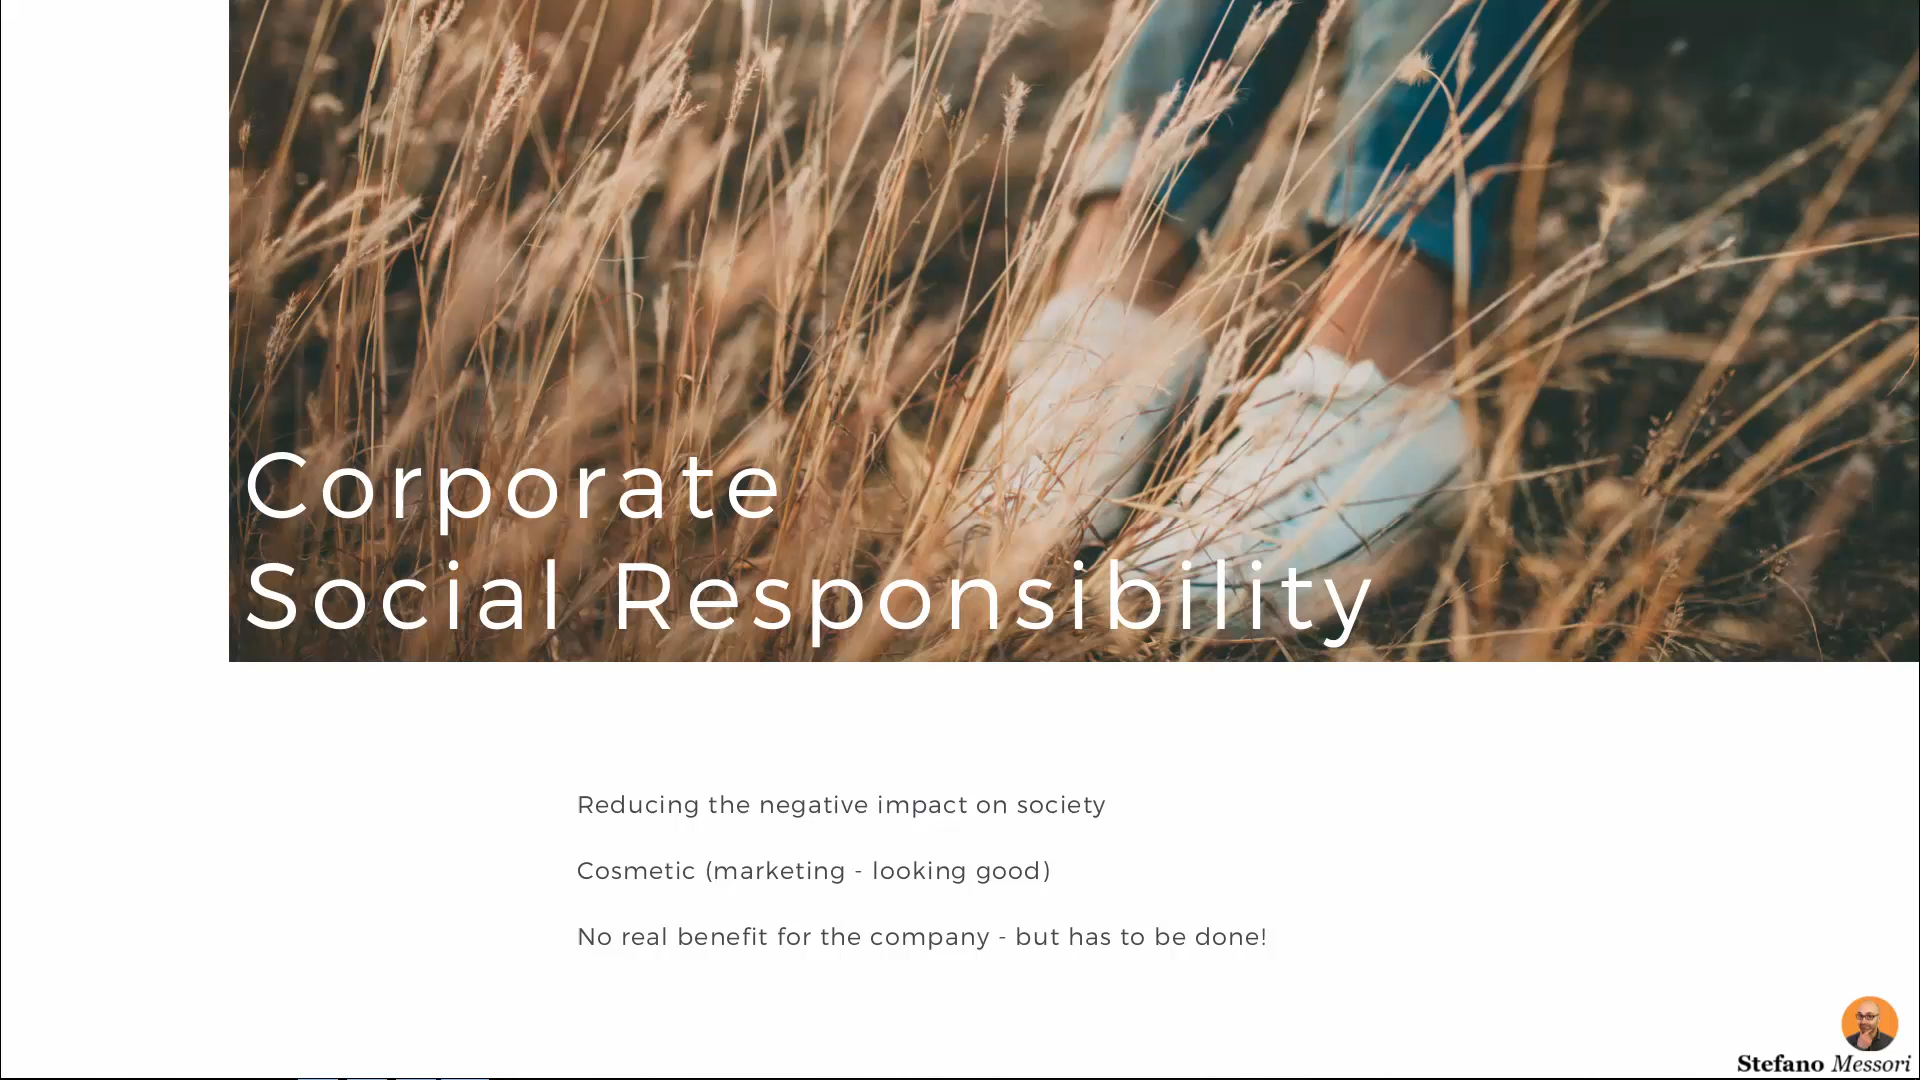 Corporate
Social Responsibility
Reducing the negative impact on society
Cosmetic (marketing - looking good)
No real benefit for the company - but has to be done!
Stefano Messori